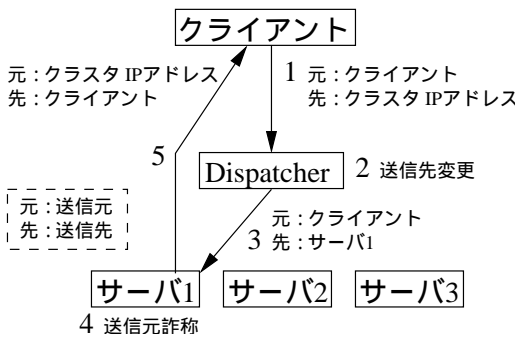 クライアント
元：クラスタ IPアドレス
先：クライアント
1 元：クライアント
先：クラスタ IPアドレス
5
Dispatcher 2 送信先変更
元：送信元
先：送信先
元：クライアント
3 先：サーバ1
サーバ1 サーバ2 サーバ3
4 送信元詐称